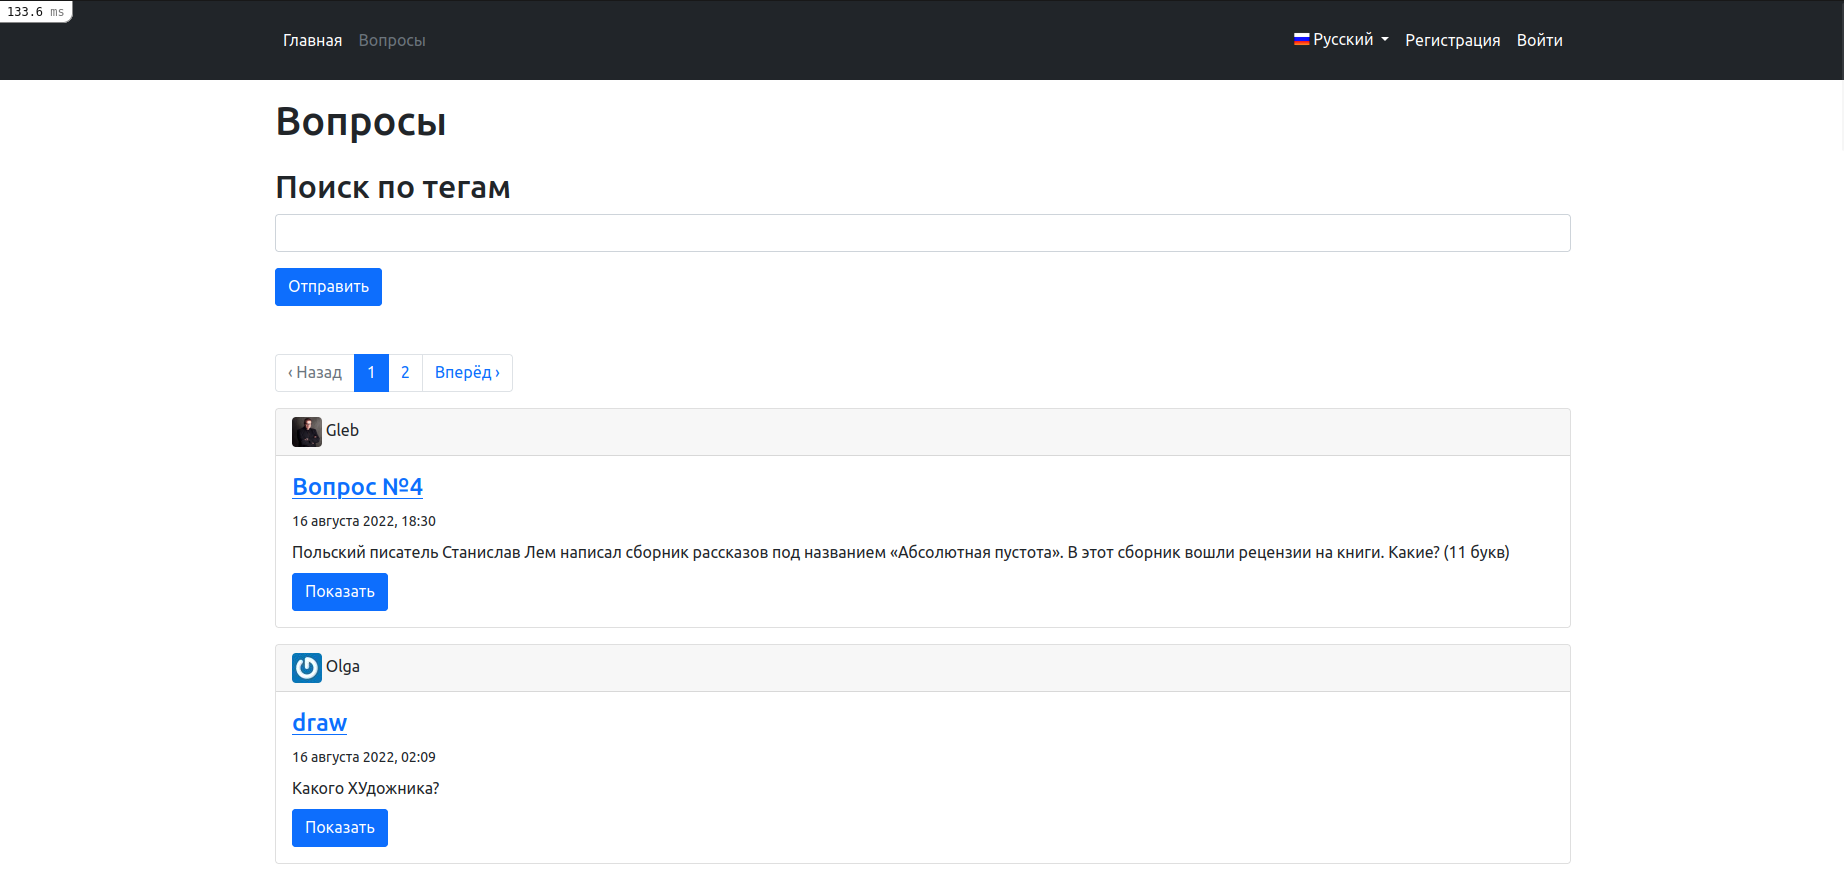 133.6 ms
Главная Вопросы Русский Регистрация Войти
Вопросы
Поиск по тегам
Отправить
‹ Назад 1 2 Вперёд ›
Gleb
Вопрос №4
16 августа 2022, 18:30
Польский писатель Станислав Лем написал сборник рассказов под названием «Абсолютная пустота». В этот сборник вошли рецензии на книги. Какие? (11 букв)
Показать
Olga
draw
16 августа 2022, 02:09
Какого ХУдожника?
Показать